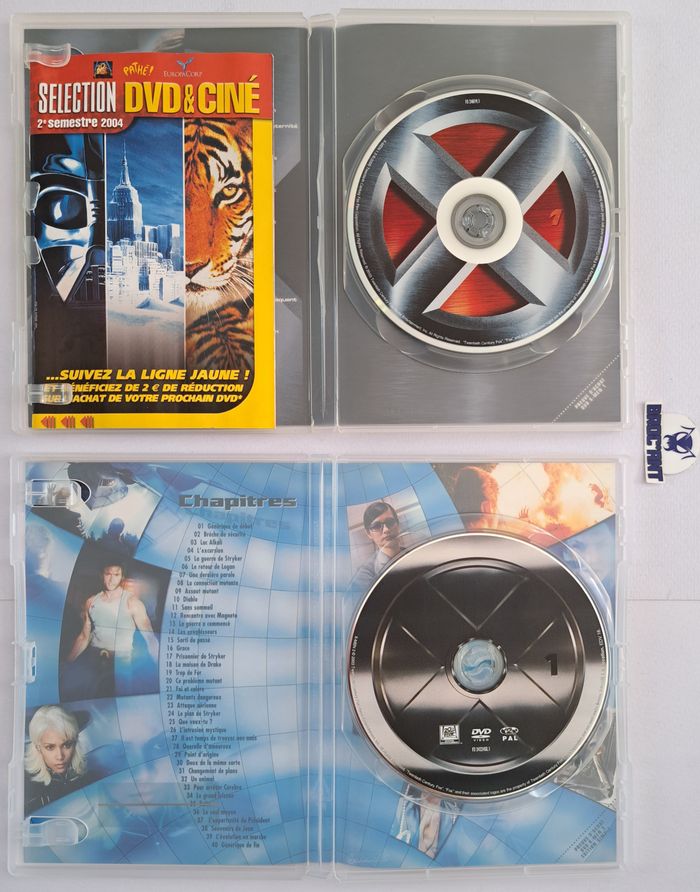 PATHÉ!
EUROPACORP
SELECTION DVD & CINÉ
2e semestre 2004
...SUIVEZ LA LIGNE JAUNE !
ET BÉNÉFICIEZ DE 2 € DE RÉDUCTION
SUR L'ACHAT DE VOTRE PROCHAIN DVD*
1
BROC'ANT
Chapitres
01 Générique de début
02 Brèche de sécurité
03 Lac Alkali
04 L'excursion
05 La guerre de Stryker
06 Le retour de Logan
07 Une dernière parole
08 La connection mutante
09 Assaut mutant
10 Diablo
11 Sans sommeil
12 Rencontre avec Magneto
13 La guerre a commencé
14 Les envahisseurs
15 Sorti du passé
16 Grace
17 Prisonnier de Stryker
18 La maison de Drake
19 Trop de Fer
20 Ce problème mutant
21 Foi et colère
22 Mutants dangereux
23 Attaque aérienne
24 Le plan de Stryker
25 Que veux-tu ?
26 L'intrusion mystique
27 Il est temps de trouver nos amis
28 Querelle d'amoureux
29 Point d'origine
30 Deux de la même sorte
31 Changement de plans
32 Un animal
33 Pour arrêter Cerebro
36 Le seul moyen
37 L'opportunité du Président
38 Souvenirs de Jean
39 L'évolution en marche
40 Générique de fin
1
DVD
VIDEO
PAL